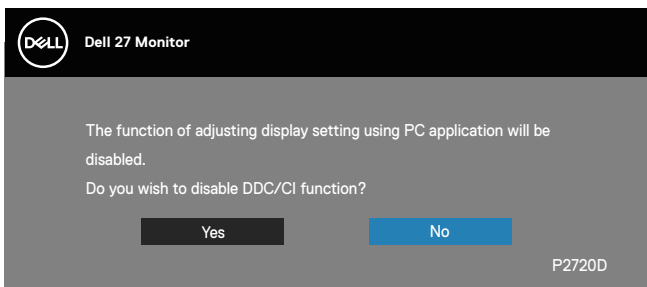 DELL
Dell 27 Monitor
The function of adjusting display setting using PC application will be
disabled.
Do you wish to disable DDC/CI function?
Yes No
P2720D